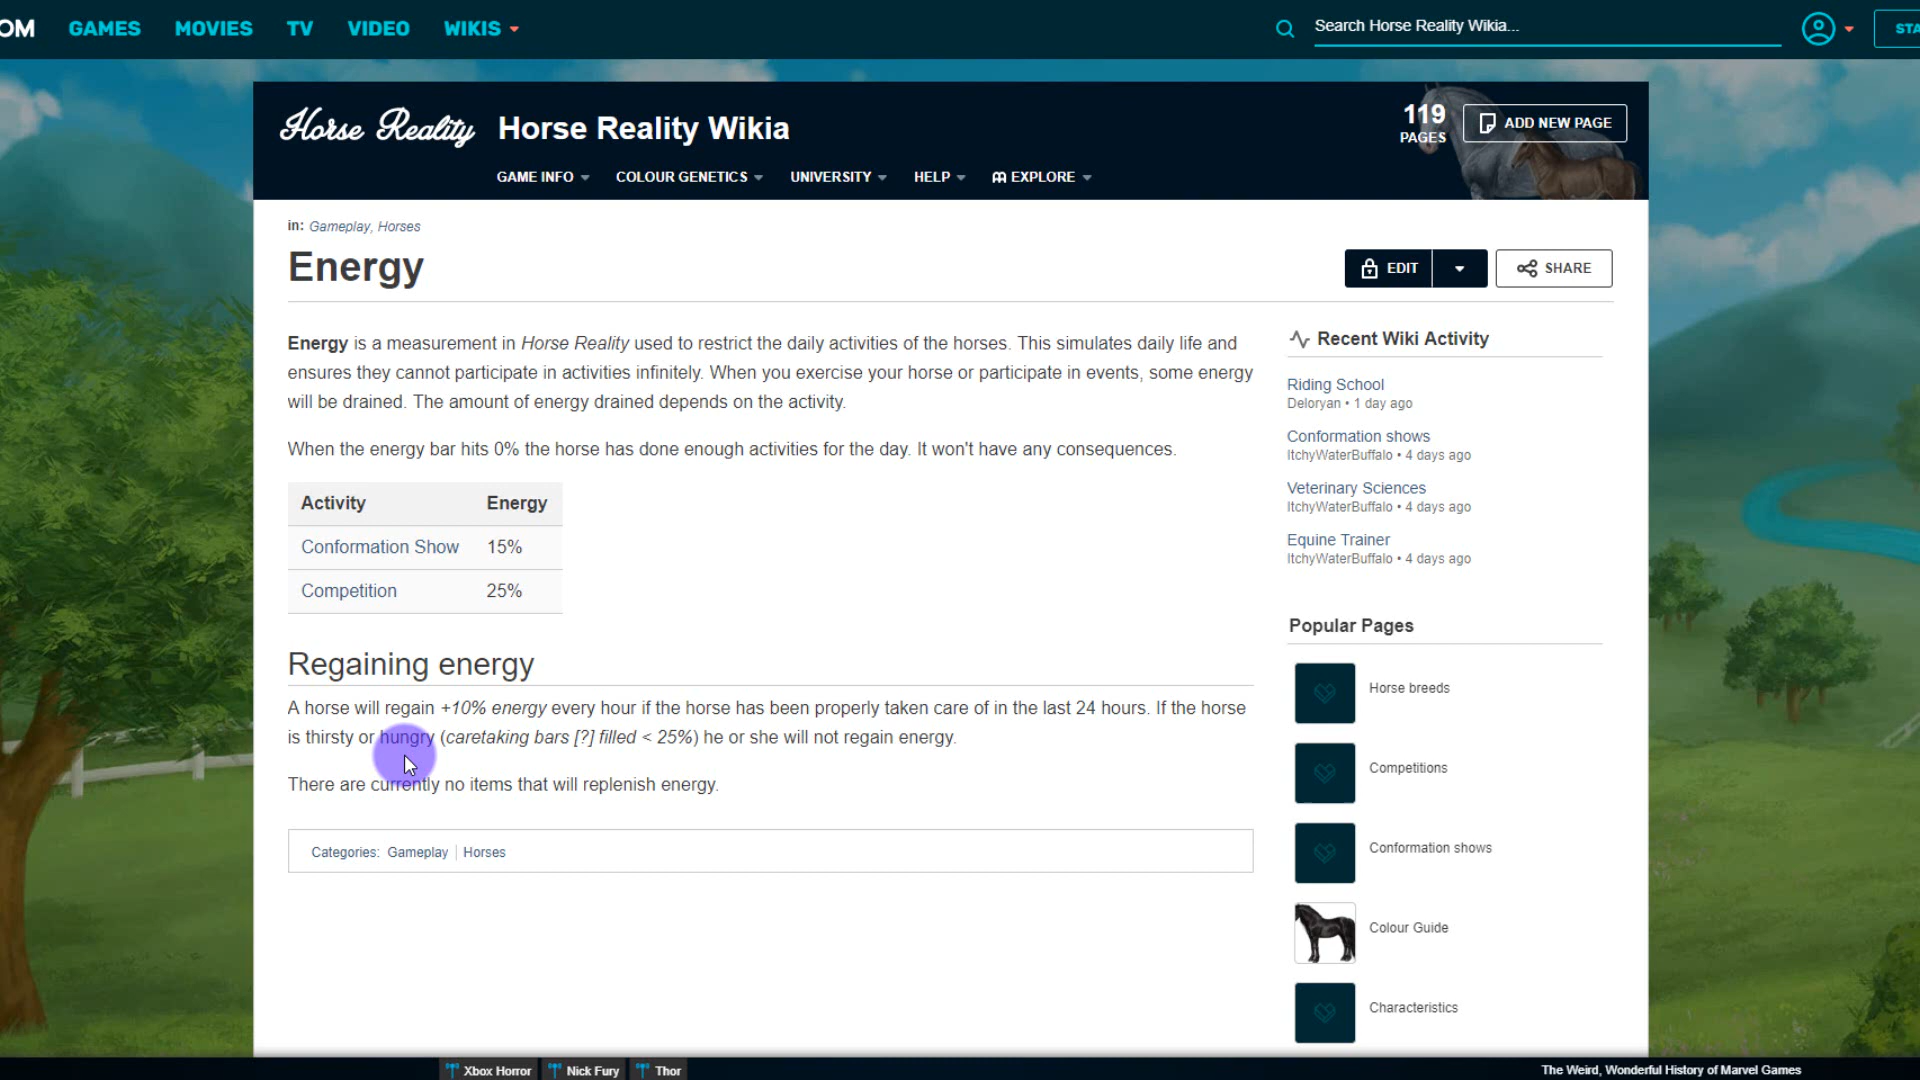 OM GAMES MOVIES TV VIDEO WIKIS
Search Horse Reality Wikia...
STA
Horse Reality Horse Reality Wikia
119
PAGES
ADD NEW PAGE
GAME INFO COLOUR GENETICS UNIVERSITY HELP EXPLORE
in: Gameplay, Horses
Energy
EDIT
SHARE
Energy is a measurement in Horse Reality used to restrict the daily activities of the horses. This simulates daily life and
ensures they cannot participate in activities infinitely. When you exercise your horse or participate in events, some energy
will be drained. The amount of energy drained depends on the activity.
When the energy bar hits 0% the horse has done enough activities for the day. It won't have any consequences.
Activity Energy
Conformation Show 15%
Competition 25%
Regaining energy
A horse will regain +10% energy every hour if the horse has been properly taken care of in the last 24 hours. If the horse
is thirsty or hungry (caretaking bars [?] filled < 25%) he or she will not regain energy.
There are currently no items that will replenish energy.
Categories: Gameplay Horses
Recent Wiki Activity
Riding School
Deloryan • 1 day ago
Conformation shows
ItchyWaterBuffalo • 4 days ago
Veterinary Sciences
ItchyWaterBuffalo • 4 days ago
Equine Trainer
ItchyWaterBuffalo • 4 days ago
Popular Pages
Horse breeds
Competitions
Conformation shows
Colour Guide
Characteristics
Xbox Horror Nick Fury Thor
The Weird, Wonderful History of Marvel Games